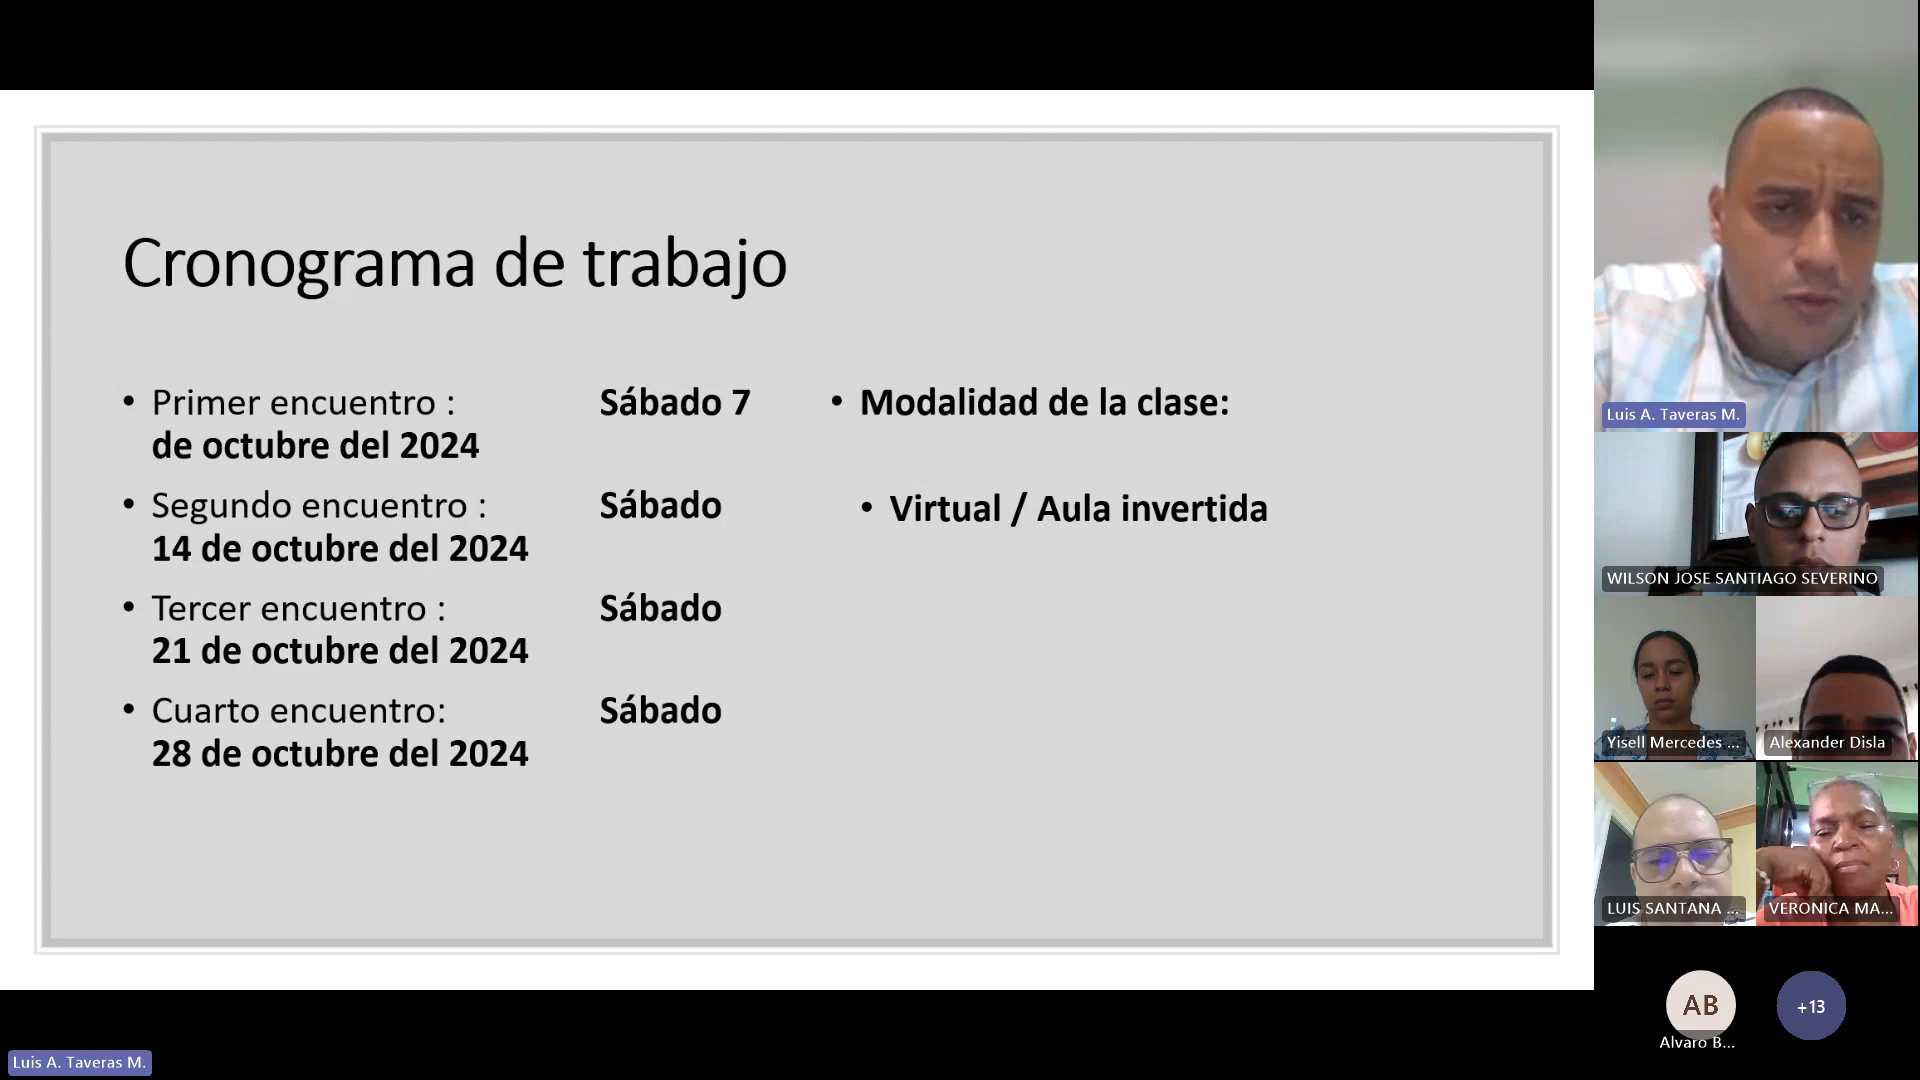 Cronograma de trabajo
• Primer encuentro : Sábado 7
de octubre del 2024
• Segundo encuentro : Sábado
14 de octubre del 2024
• Tercer encuentro : Sábado
21 de octubre del 2024
• Cuarto encuentro: Sábado
28 de octubre del 2024
• Modalidad de la clase:
• Virtual / Aula invertida
Luis A. Taveras M.
WILSON JOSE SANTIAGO SEVERINO
Yisell Mercedes ...
Alexander Disla
LUIS SANTANA ...
VERONICA MA...
AB
Alvaro B...
+13
Luis A. Taveras M.